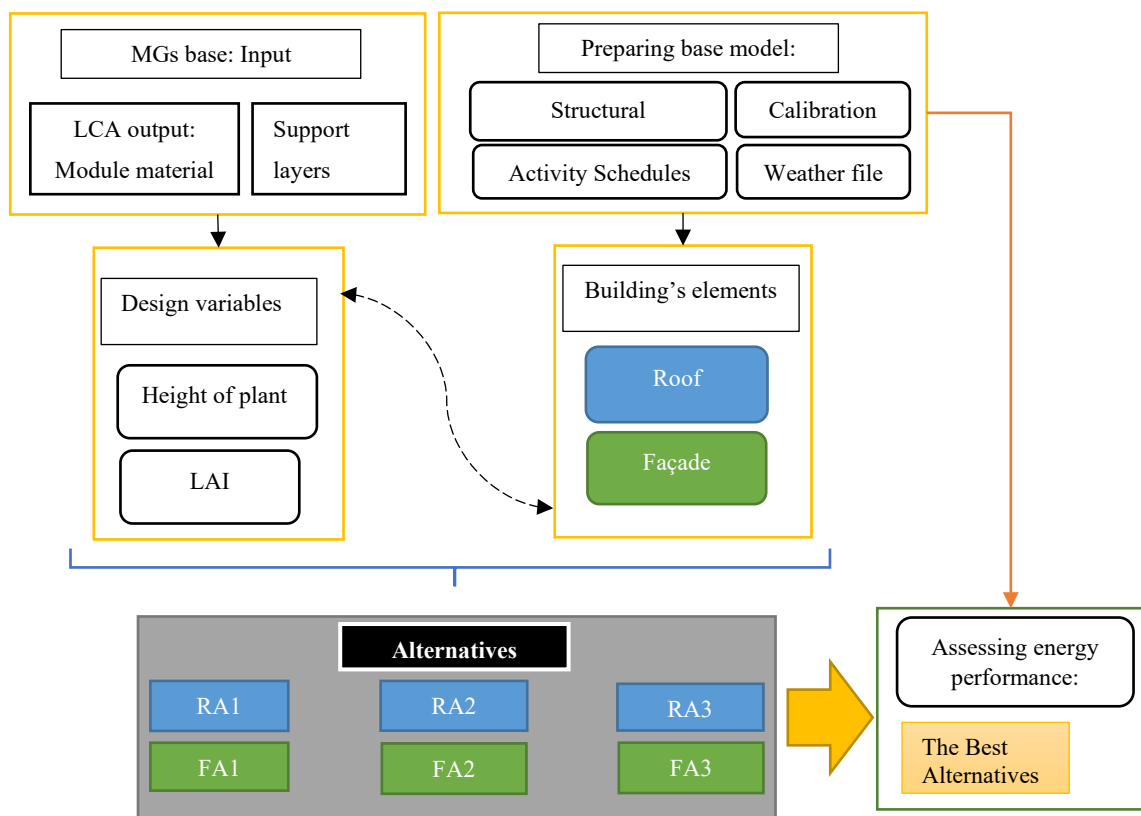 MGs base: Input
LCA output:
Module material
Support
layers
Preparing base model:
Structural
Calibration
Activity Schedules
Weather file
Design variables
Height of plant
LAI
Building’s elements
Roof
Façade
Alternatives
RA1
RA2
RA3
FA1
FA2
FA3
Assessing energy
performance:
The Best
Alternatives